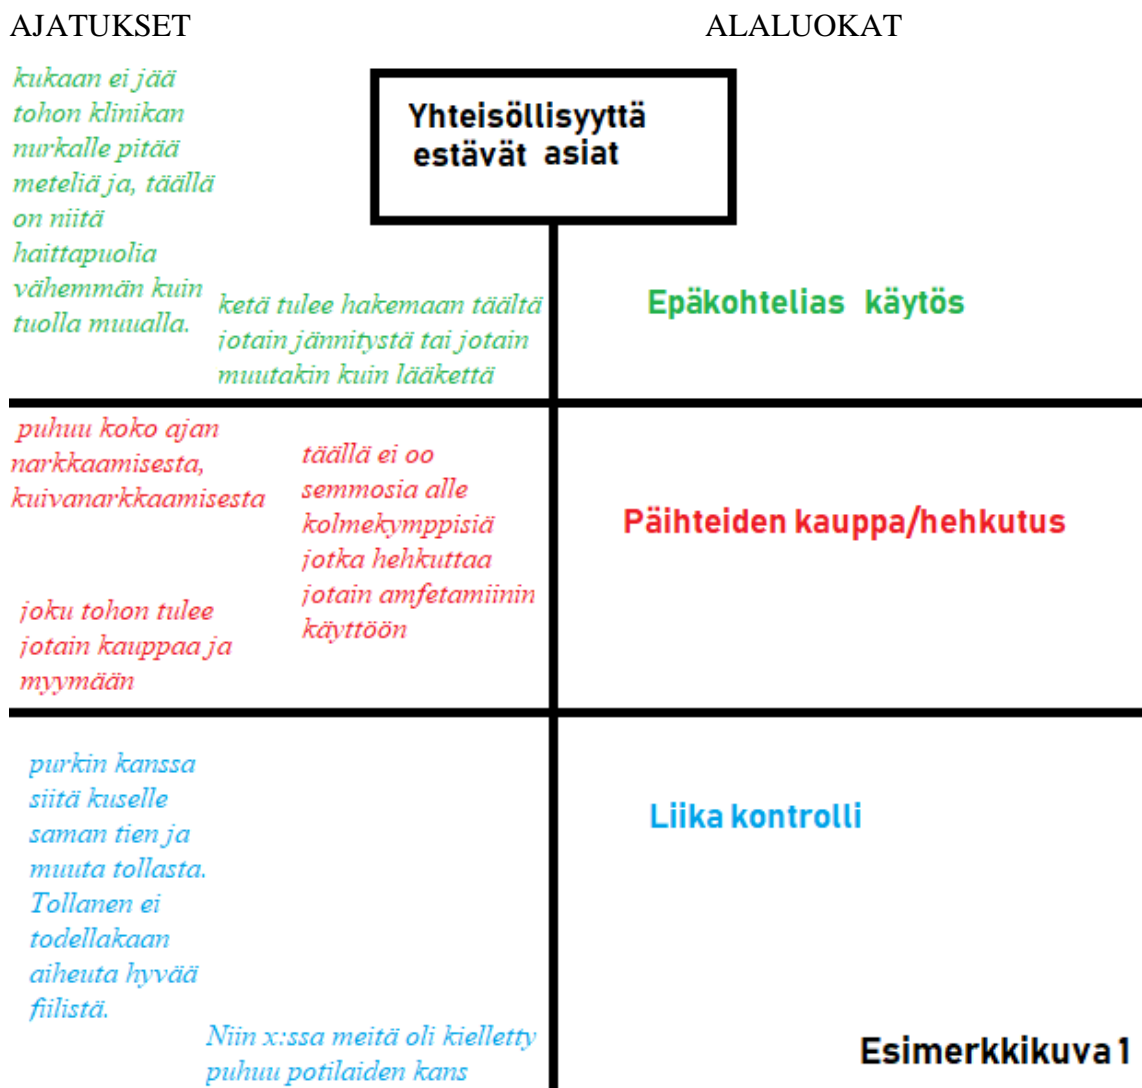 AJATUKSET
ALALUOKAT
Yhteisöllisyyttä
estävät asiat
kukaan ei jää
tohon klinikan
nurkalle pitää
meteliä ja, täällä
on niitä
haittapuolia
vähemmän kuin
tuolla muualla.
ketä tulee hakemaan täältä
jotain jännitystä tai jotain
muutakin kuin lääkettä
Epäkohtelias käytös
puhuu koko ajan
narkkaamisesta,
kuivanarkkaamisesta
täällä ei oo
semmosia alle
kolmekymppisiä
jotka hehkuttaa
jotain amfetamiinin
käyttöön
joku tohon tulee
jotain kauppaa ja
myymään
Päihteiden kauppa/hehkutus
purkin kanssa
siitä kuselle
saman tien ja
muuta tollasta.
Tollanen ei
todellakaan
aiheuta hyvää
fiilistä.
Niin x:ssa meitä oli kielletty
puhuu potilaiden kans
Liika kontrolli
Esimerkkikuva 1